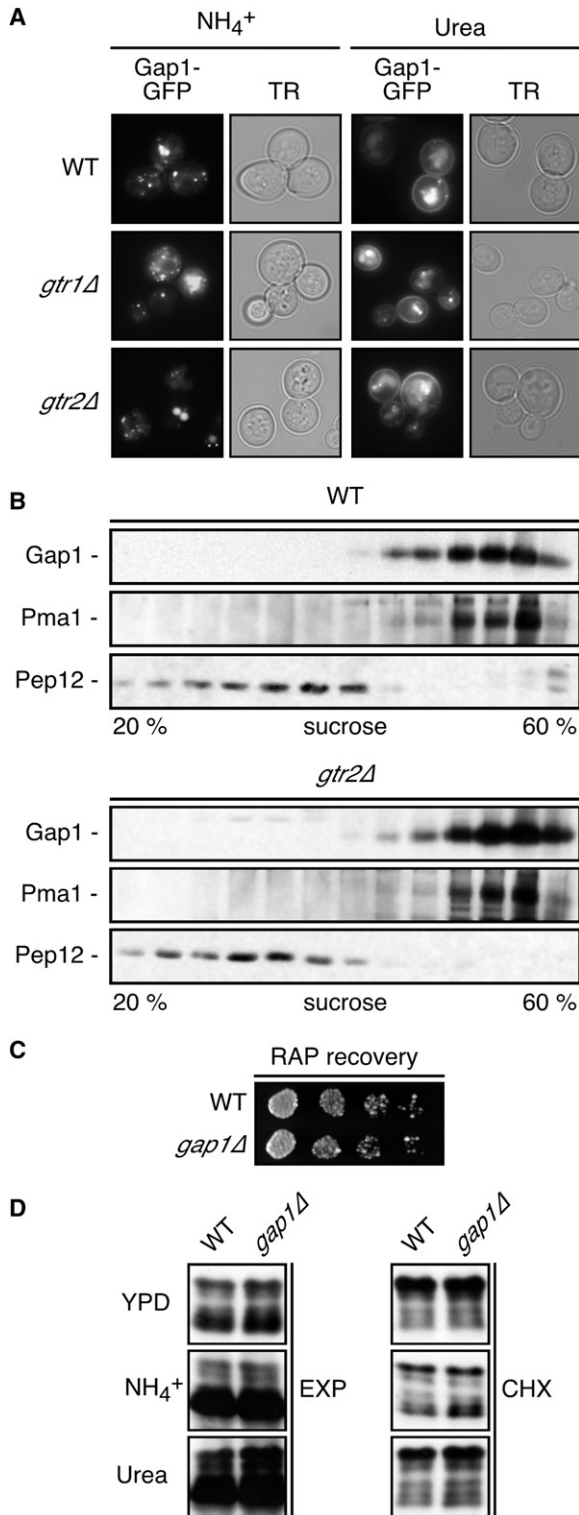 A
NH₄⁺ Urea
Gap1-GFP TR Gap1-GFP TR
WT
gtr1Δ
gtr2Δ
B
WT
Gap1 -
Pma1 -
Pep12 -
20 % sucrose 60 %
gtr2Δ
Gap1 -
Pma1 -
Pep12 -
20 % sucrose 60 %
C
RAP recovery
WT
gap1Δ
D
WT gap1Δ WT gap1Δ
YPD
NH₄⁺ EXP CHX
Urea